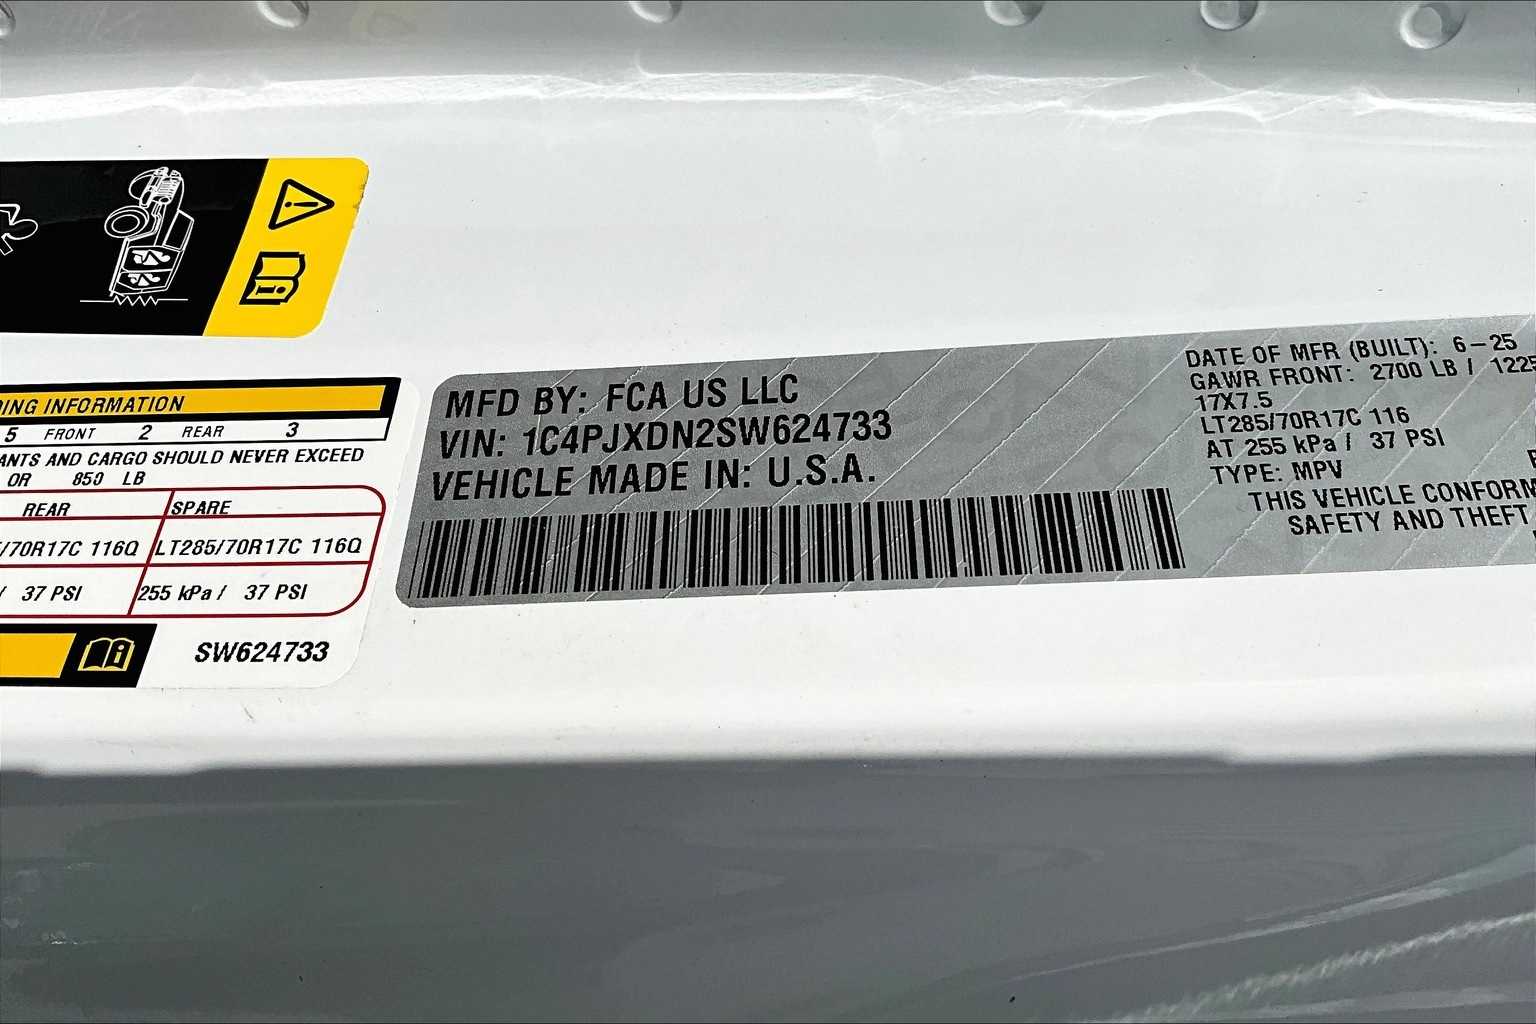 ING INFORMATION
5 FRONT 2 REAR 3
ANTS AND CARGO SHOULD NEVER EXCEED
OR 850 LB
REAR SPARE
/70R17C 116Q LT285/70R17C 116Q
/ 37 PSI 255 kPa / 37 PSI
SW624733
MFD BY: FCA US LLC
VIN: 1C4PJXDN2SW624733
VEHICLE MADE IN: U.S.A.
DATE OF MFR (BUILT): 6-25
GAWR FRONT: 2700 LB / 1225
17X7.5
LT285/70R17C 116
AT 255 kPa / 37 PSI
TYPE: MPV
THIS VEHICLE CONFORM
SAFETY AND THEFT